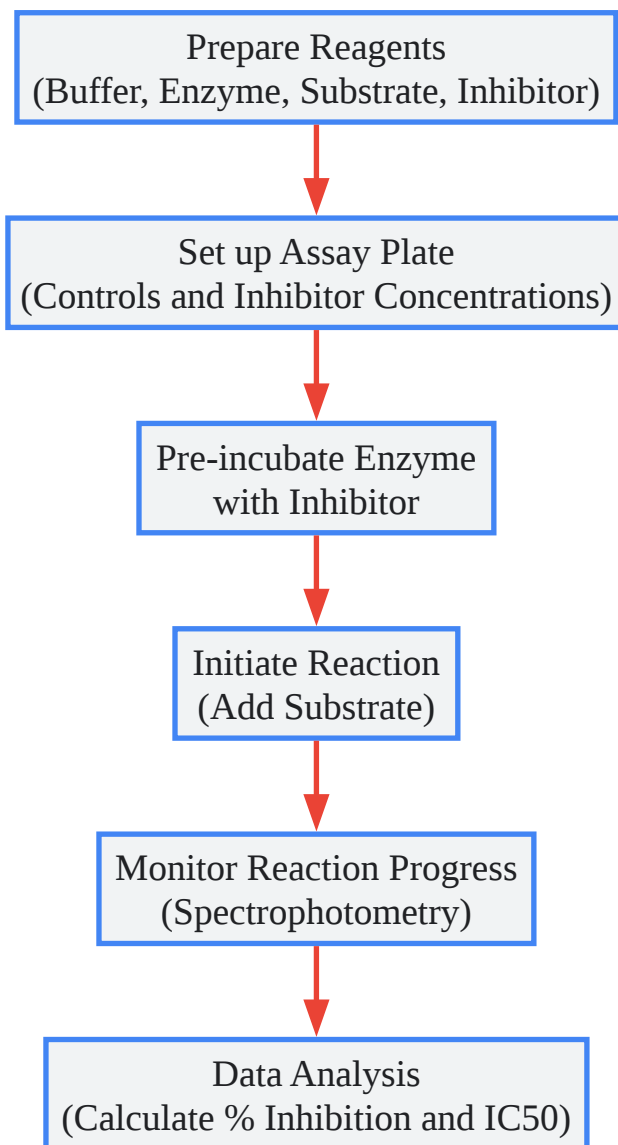 Prepare Reagents
(Buffer, Enzyme, Substrate, Inhibitor)
Set up Assay Plate
(Controls and Inhibitor Concentrations)
Pre-incubate Enzyme
with Inhibitor
Initiate Reaction
(Add Substrate)
Monitor Reaction Progress
(Spectrophotometry)
Data Analysis
(Calculate % Inhibition and IC50)